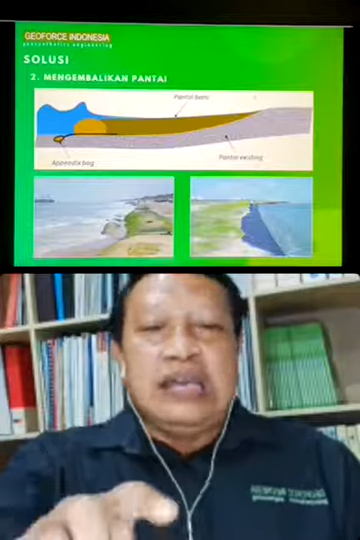 GEOFORCE INDONESIA
geosynthetics engineering
SOLUSI
2. MENGEMBALIKAN PANTAI
Pantai baru
Appendix bag
Pantai existing